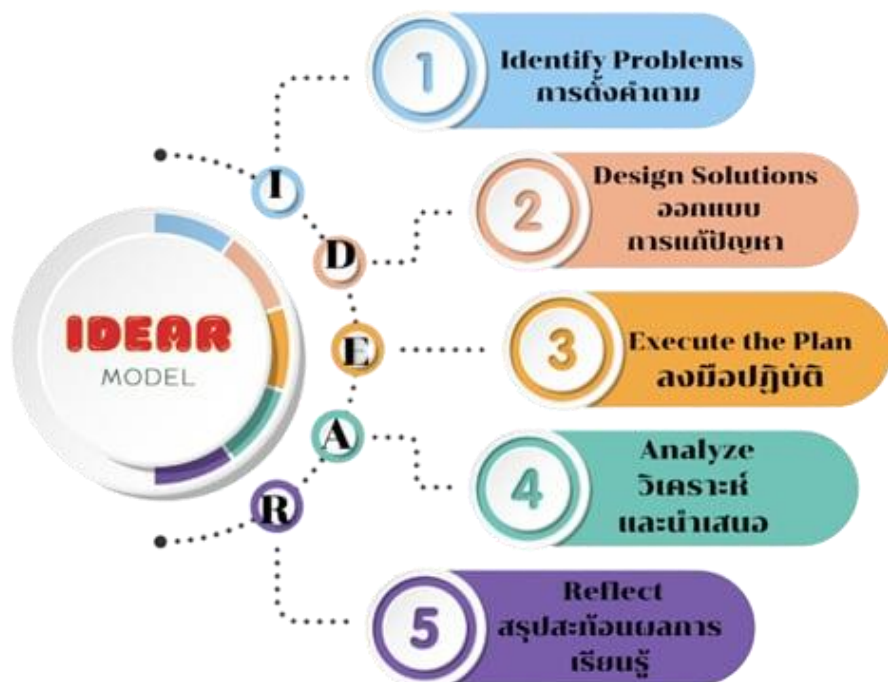 1
Identify Problems
การตั้งคำถาม
I
2
Design Solutions
ออกแบบ
การแก้ปัญหา
D
IDEAR
MODEL
E
3
Execute the Plan
ลงมือปฏิบัติ
A
4
Analyze
วิเคราะห์
และนำเสนอ
R
5
Reflect
สรุปสะท้อนผลการ
เรียนรู้